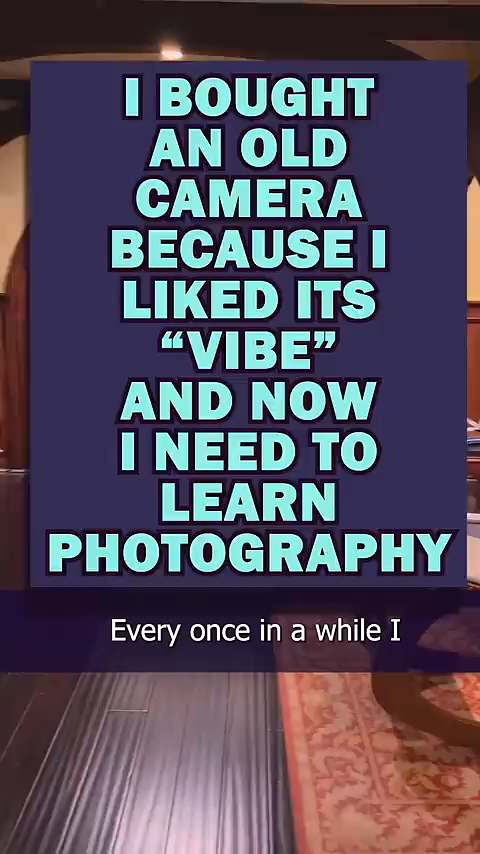 I BOUGHT
AN OLD
CAMERA
BECAUSE I
LIKED ITS
“VIBE”
AND NOW
I NEED TO
LEARN
PHOTOGRAPHY
Every once in a while I